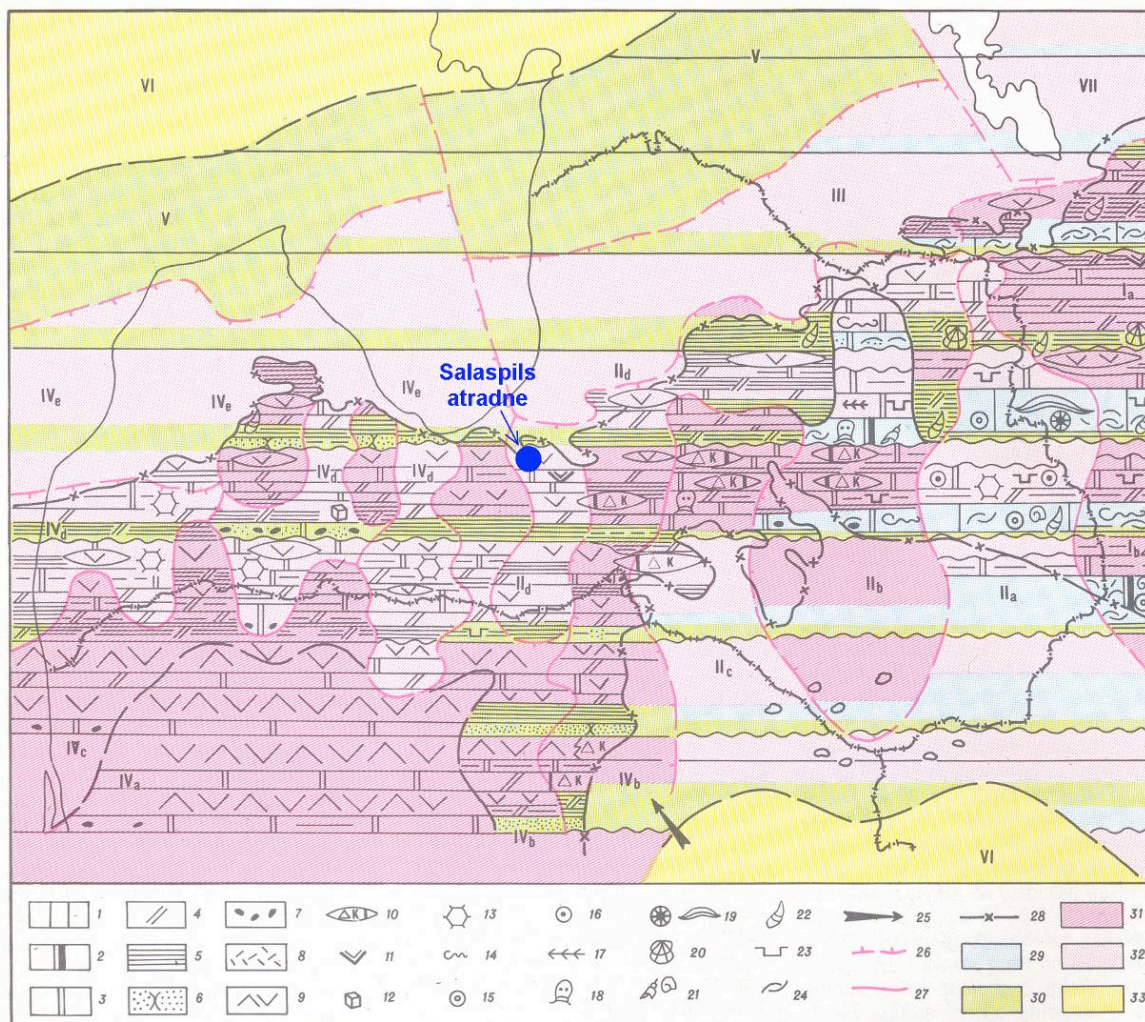 VI
V
VII
V
III
Iа
Salaspils
atradne
IId
IVe
IVe
IVe
IVd
IVd
IVd
Iб
IId
IIb
IIa
IIc
IVc
IVa
IVb
IVb
VI
K
K
K
K
K
K
K
1 4 7 K 10 13 16 19 22 25 28 31
2 5 8 11 14 17 20 23 26 29 32
3 6 9 12 15 18 21 24 27 30 33